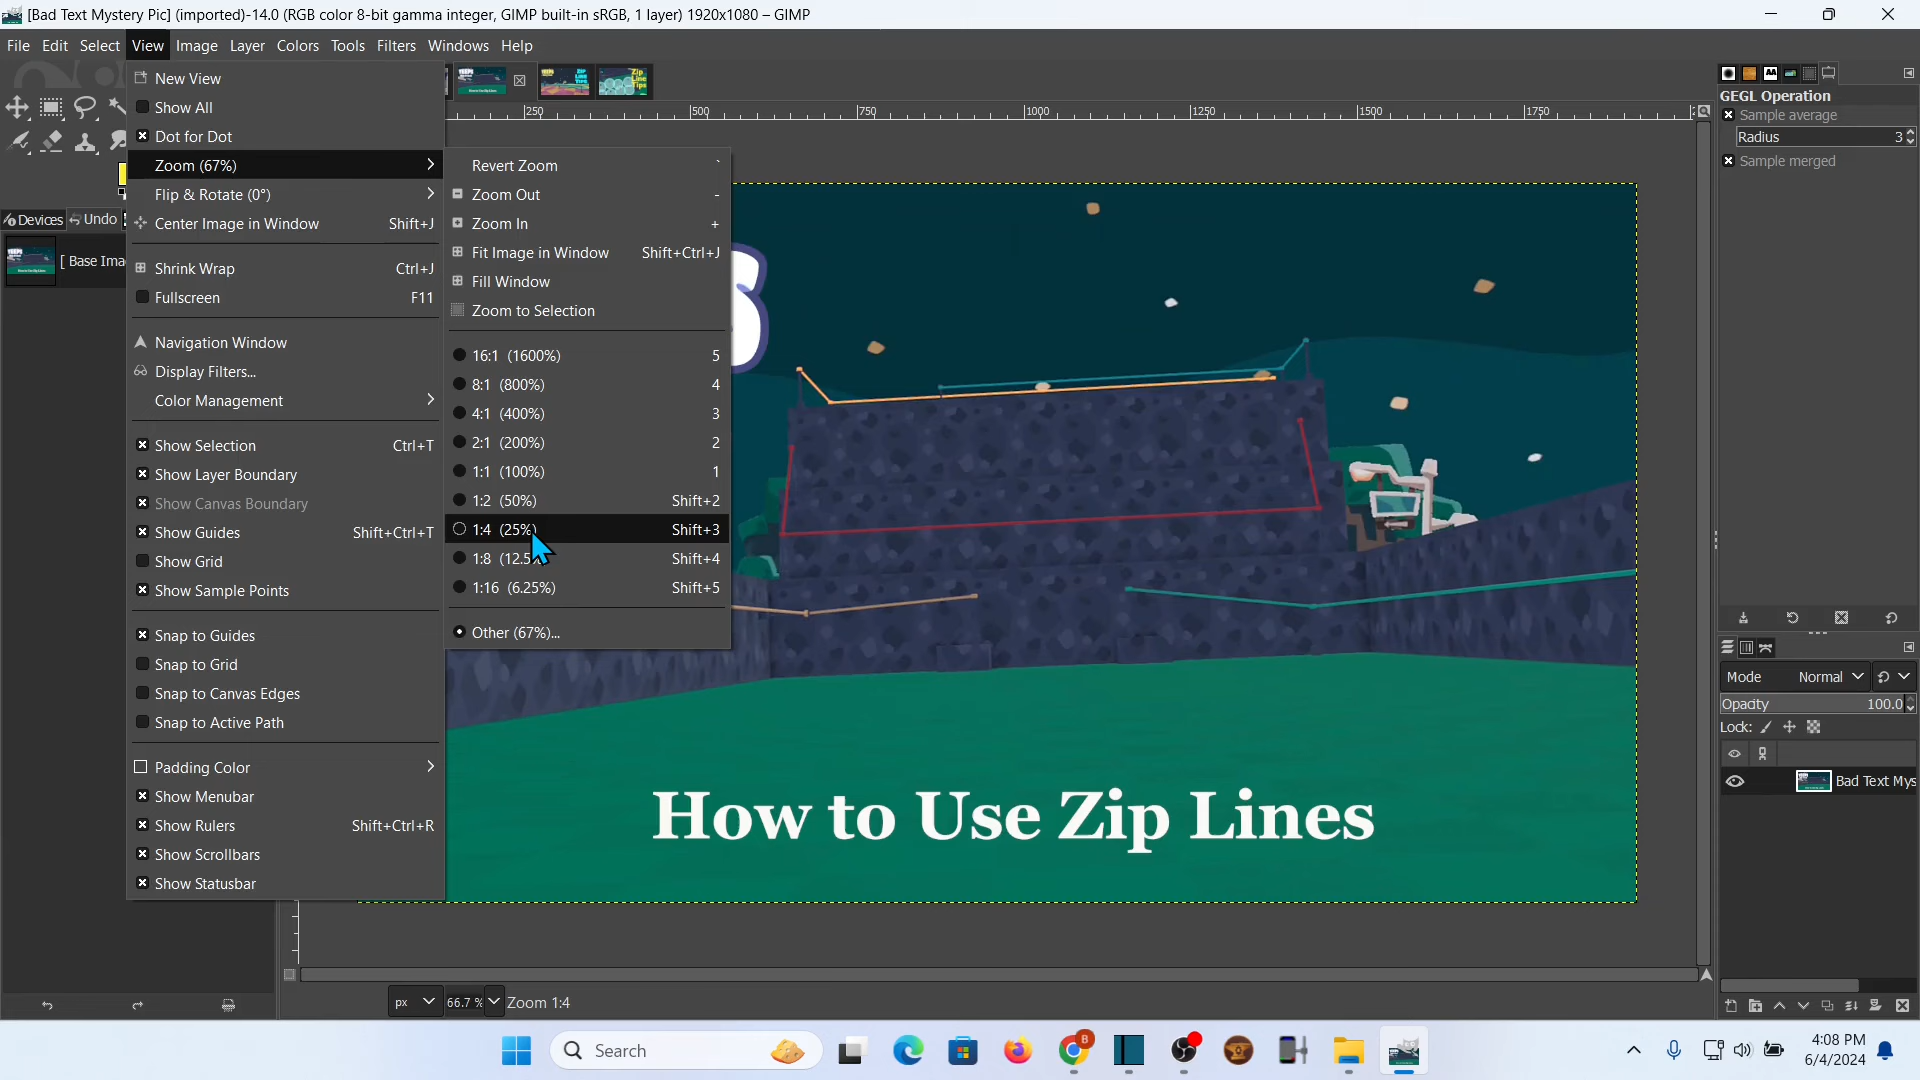 [Bad Text Mystery Pic] (imported)-14.0 (RGB color 8-bit gamma integer, GIMP built-in sRGB, 1 layer) 1920x1080 – GIMP
File Edit Select View Image Layer Colors Tools Filters Windows Help
New View
Show All
Dot for Dot
Zoom (67%)
Flip & Rotate (0°)
Center Image in Window Shift+J
Shrink Wrap Ctrl+J
Fullscreen F11
Navigation Window
Display Filters...
Color Management
Show Selection Ctrl+T
Show Layer Boundary
Show Canvas Boundary
Show Guides Shift+Ctrl+T
Show Grid
Show Sample Points
Snap to Guides
Snap to Grid
Snap to Canvas Edges
Snap to Active Path
Padding Color
Show Menubar
Show Rulers Shift+Ctrl+R
Show Scrollbars
Show Statusbar
Revert Zoom `
Zoom Out -
Zoom In +
Fit Image in Window Shift+Ctrl+J
Fill Window
Zoom to Selection
16:1 (1600%) 5
8:1 (800%) 4
4:1 (400%) 3
2:1 (200%) 2
1:1 (100%) 1
1:2 (50%) Shift+2
1:4 (25%) Shift+3
1:8 (12.5 Shift+4
1:16 (6.25%) Shift+5
Other (67%)...
Devices Undo
[ Base Ima
250 500 750 1000 1250 1500 1750
Zip Line Tips
Zip Lines Tips
S
How to Use Zip Lines
GEGL Operation
Sample average
Radius 3
Sample merged
Mode Normal
Opacity 100.0
Lock:
Bad Text Mys
px 66.7 % Zoom 1:4
Search
B
4:08 PM
6/4/2024